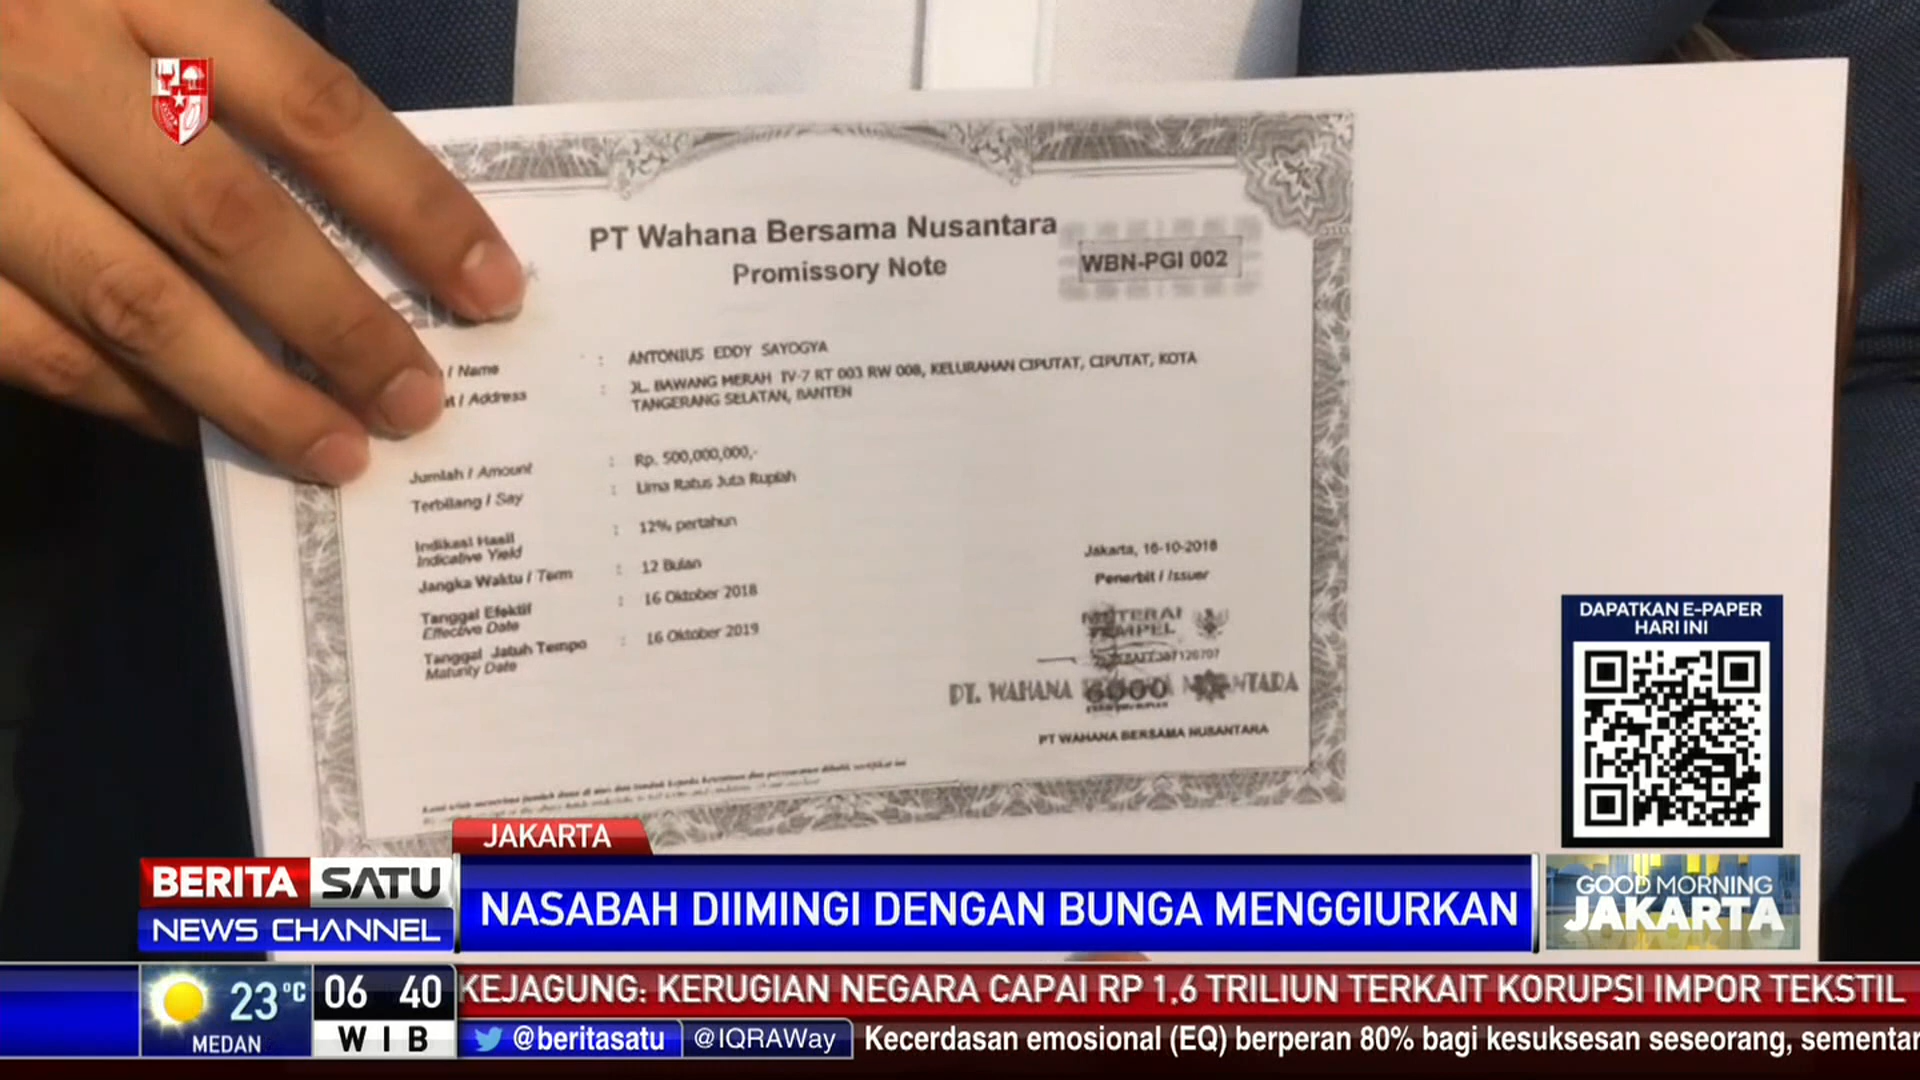 PT Wahana Bersama Nusantara
Promissory Note
WBN-PGI 002
/ Name : ANTONIUS EDDY SAYOGYA
/ Address : JL. BAWANG MERAH IV-7 RT 003 RW 008, KELURAHAN CIPUTAT, CIPUTAT, KOTA
TANGERANG SELATAN, BANTEN
Jumlah / Amount : Rp. 500,000,000,-
Terbilang / Say : Lima Ratus Juta Rupiah
Indikasi Hasil : 12% pertahun
Indicative Yield
Jangka Waktu / Term : 12 Bulan
Tanggal Efektif : 16 Oktober 2018
Effective Date
Tanggal Jatuh Tempo : 16 Oktober 2019
Maturity Date
Jakarta, 16-10-2018
Penerbit / Issuer
METERAI
TEMPEL
6000
PT. WAHANA
PT WAHANA BERSAMA NUSANTARA
DAPATKAN E-PAPER
HARI INI
JAKARTA
BERITA SATU
NEWS CHANNEL
NASABAH DIIMINGI DENGAN BUNGA MENGGIURKAN
GOOD MORNING
JAKARTA
23°C
MEDAN
06 40
WIB
KEJAGUNG: KERUGIAN NEGARA CAPAI RP 1,6 TRILIUN TERKAIT KORUPSI IMPOR TEKSTIL
@beritasatu
@IQRAWay
Kecerdasan emosional (EQ) berperan 80% bagi kesuksesan seseorang, sementar